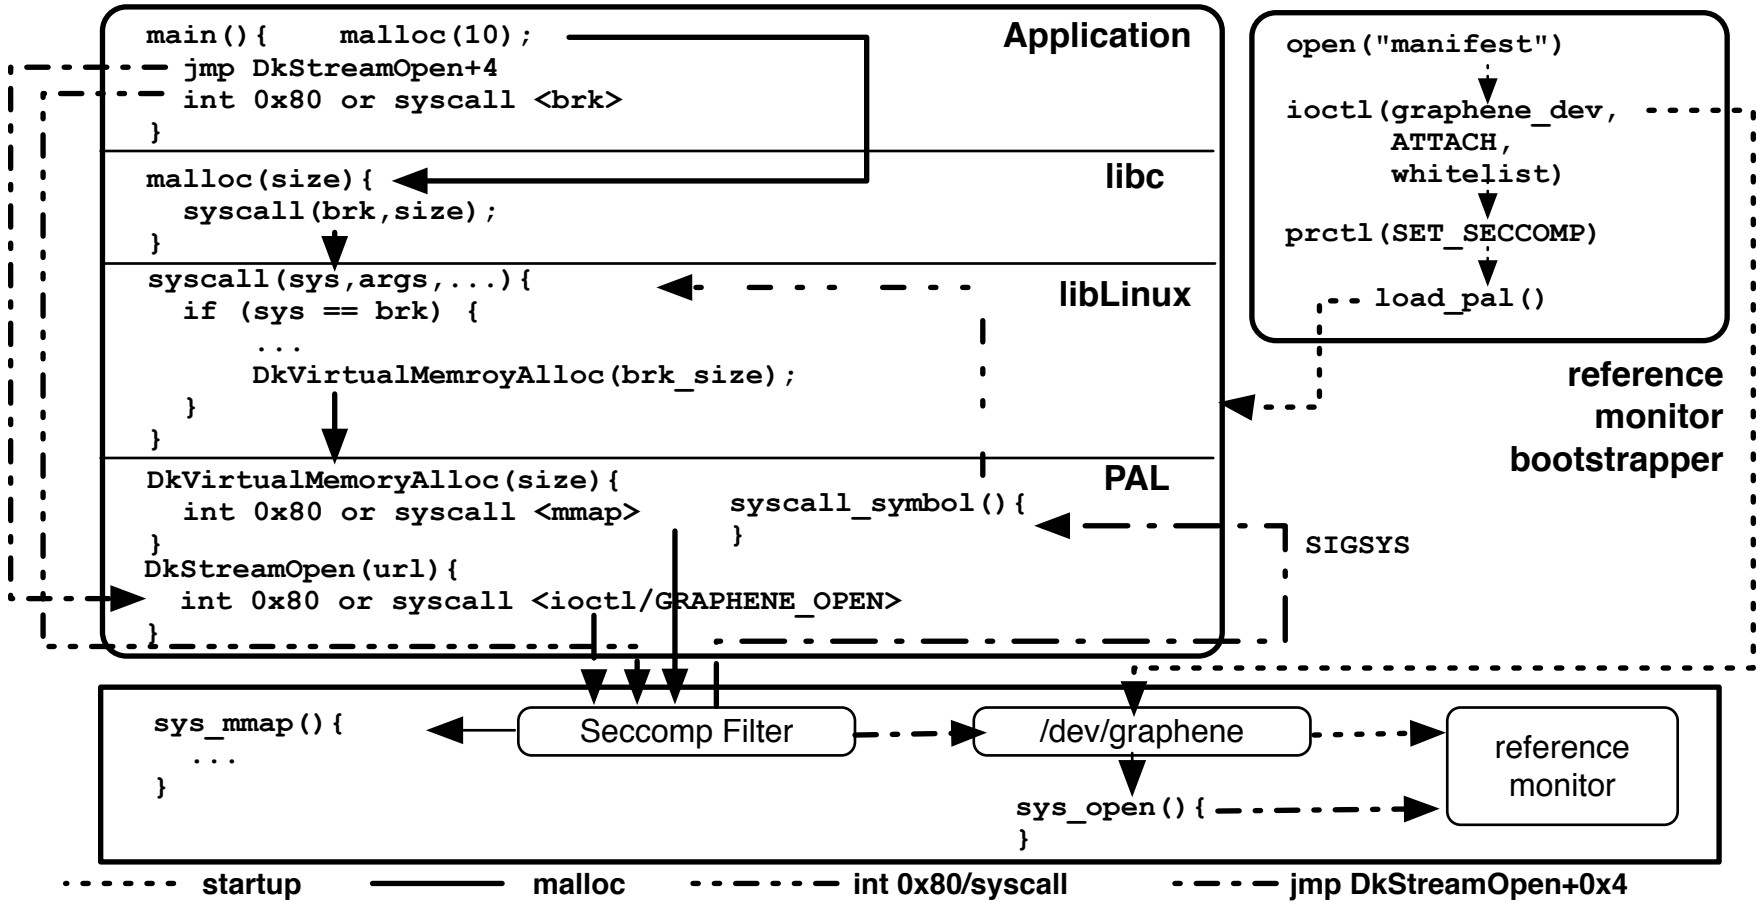 main(){    malloc(10);
Application
jmp DkStreamOpen+4
int 0x80 or syscall <brk>
}
malloc(size){
libc
syscall(brk,size);
}
syscall(sys,args,...){
libLinux
if (sys == brk) {
...
DkVirtualMemroyAlloc(brk_size);
}
}
DkVirtualMemoryAlloc(size){
PAL
int 0x80 or syscall <mmap>
}
syscall_symbol(){
}
DkStreamOpen(url){
int 0x80 or syscall <ioctl/GRAPHENE_OPEN>
}
SIGSYS
open("manifest")
ioctl(graphene_dev,
ATTACH,
whitelist)
prctl(SET_SECCOMP)
load_pal()
reference
monitor
bootstrapper
sys_mmap(){
...
}
Seccomp Filter
/dev/graphene
sys_open(){
}
reference
monitor
startup
malloc
int 0x80/syscall
jmp DkStreamOpen+0x4